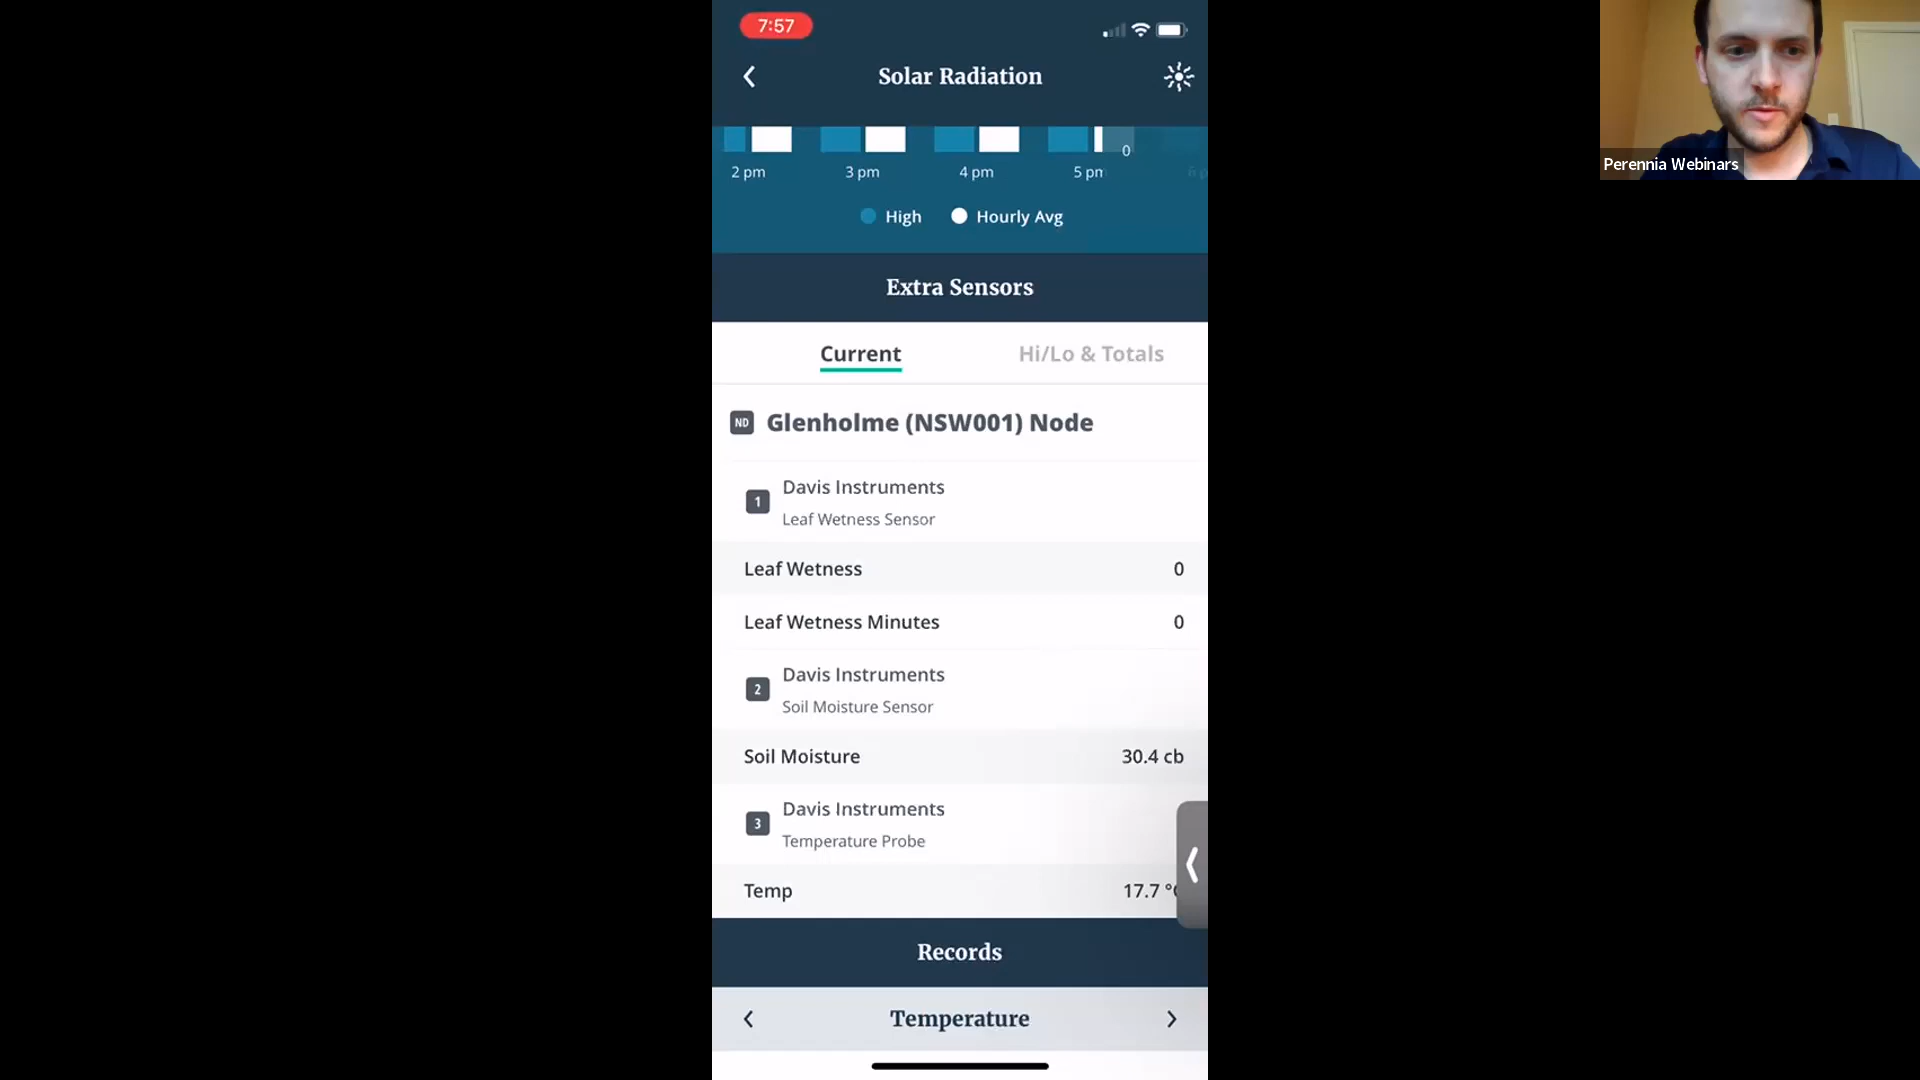 7:57
Solar Radiation
0
2 pm 3 pm 4 pm 5 pm
High Hourly Avg
Extra Sensors
Current Hi/Lo & Totals
ND Glenholme (NSW001) Node
1 Davis Instruments
Leaf Wetness Sensor
Leaf Wetness 0
Leaf Wetness Minutes 0
2 Davis Instruments
Soil Moisture Sensor
Soil Moisture 30.4 cb
3 Davis Instruments
Temperature Probe
Temp 17.7 °
Records
Temperature
Perennia Webinars